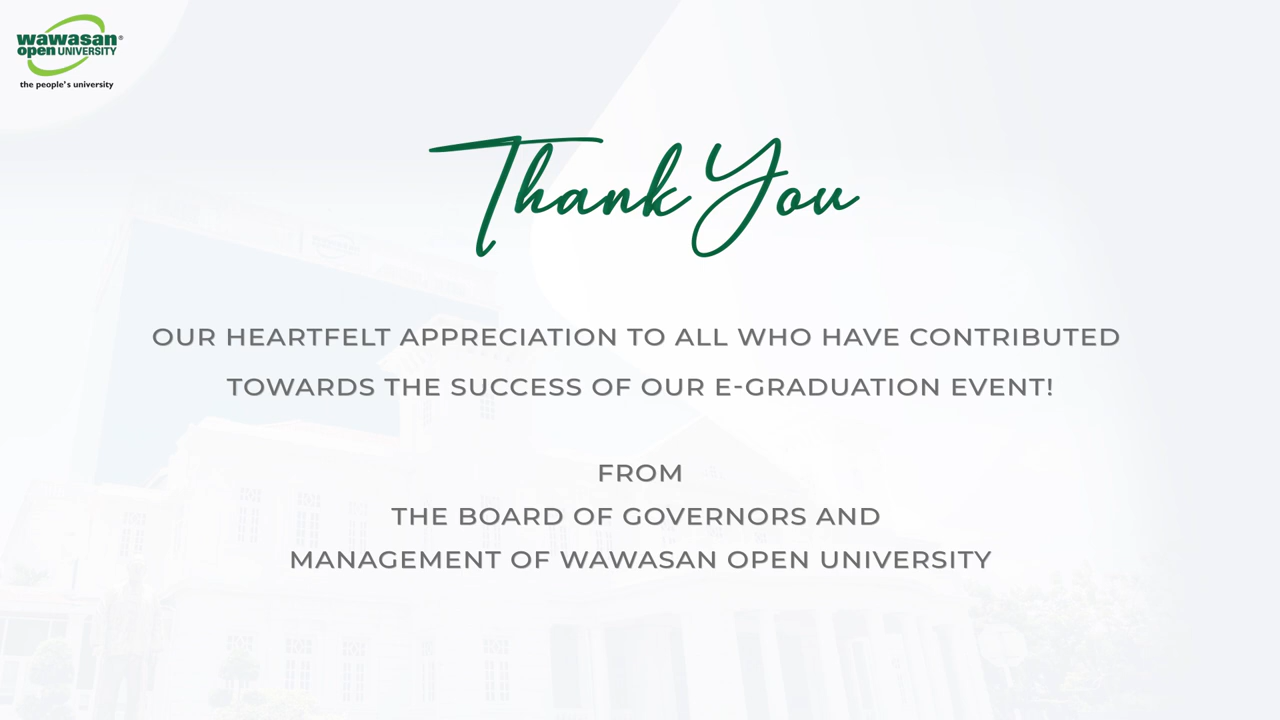 wawasan®
open UNIVERSITY
the people's university
Thank You
OUR HEARTFELT APPRECIATION TO ALL WHO HAVE CONTRIBUTED
TOWARDS THE SUCCESS OF OUR E-GRADUATION EVENT!
FROM
THE BOARD OF GOVERNORS AND
MANAGEMENT OF WAWASAN OPEN UNIVERSITY